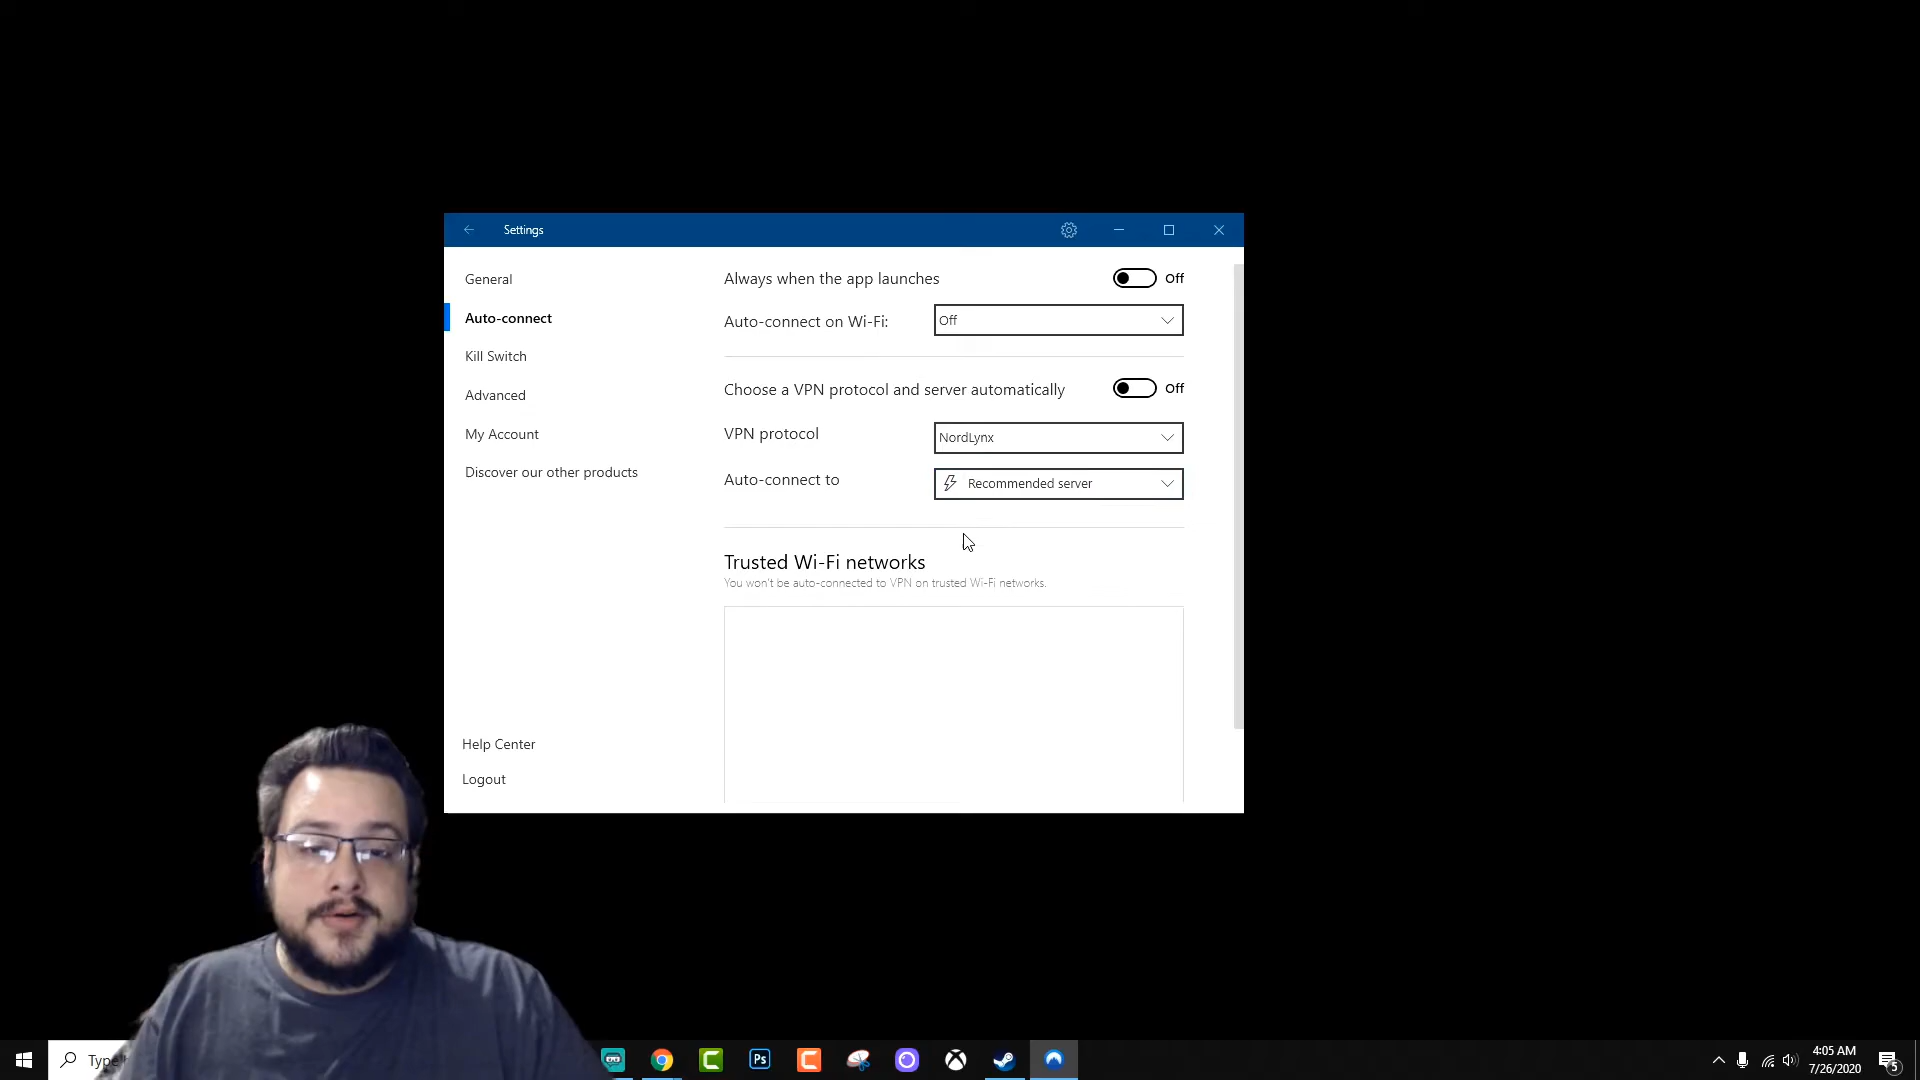 Settings
General
Auto-connect
Kill Switch
Advanced
My Account
Discover our other products
Help Center
Logout
Always when the app launches Off
Auto-connect on Wi-Fi: Off
Choose a VPN protocol and server automatically Off
VPN protocol NordLynx
Auto-connect to Recommended server
Trusted Wi-Fi networks
You won't be auto-connected to VPN on trusted Wi-Fi networks.
Type
Ps
4:05 AM
7/26/2020
5